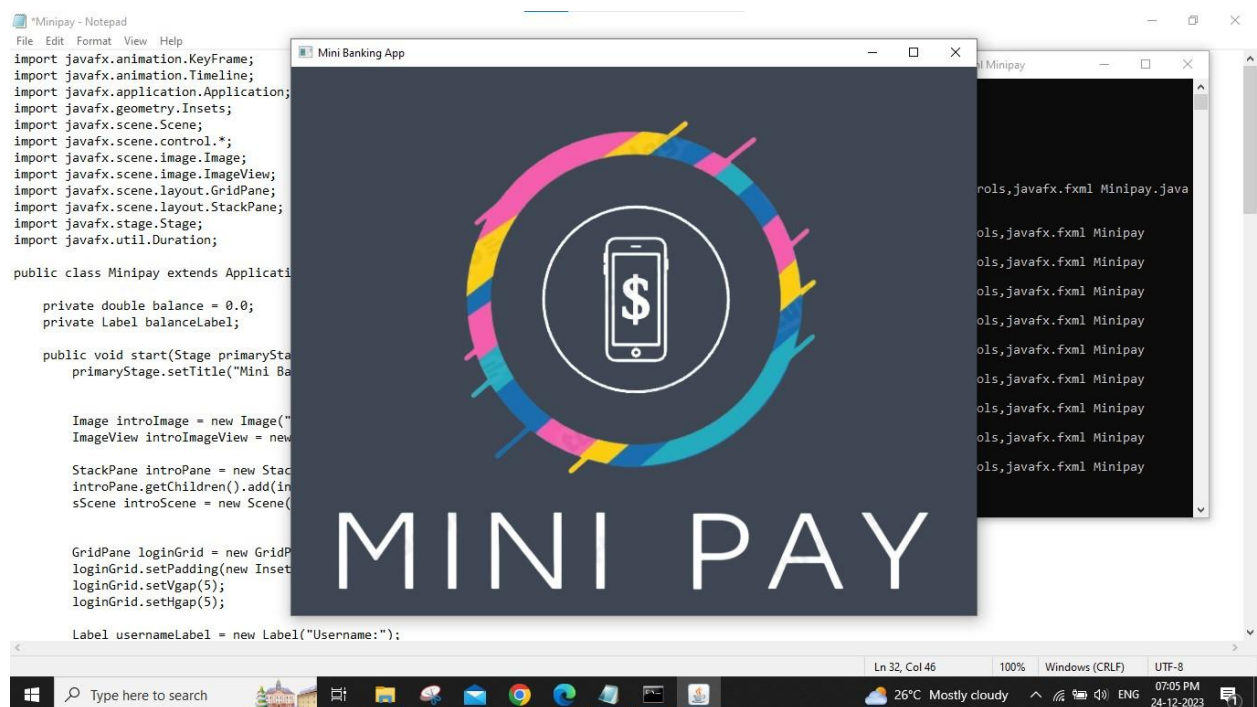 *Minipay - Notepad
File Edit Format View Help
import javafx.animation.KeyFrame;
import javafx.animation.Timeline;
import javafx.application.Application;
import javafx.geometry.Insets;
import javafx.scene.Scene;
import javafx.scene.control.*;
import javafx.scene.image.Image;
import javafx.scene.image.ImageView;
import javafx.scene.layout.GridPane;
import javafx.scene.layout.StackPane;
import javafx.stage.Stage;
import javafx.util.Duration;
public class Minipay extends Applicati
private double balance = 0.0;
private Label balanceLabel;
public void start(Stage primarySta
primaryStage.setTitle("Mini Ba
Image introImage = new Image("
ImageView introImageView = new
StackPane introPane = new Stac
introPane.getChildren().add(in
sScene introScene = new Scene(
GridPane loginGrid = new GridP
loginGrid.setPadding(new Inset
loginGrid.setVgap(5);
loginGrid.setHgap(5);
Label usernameLabel = new Label("Username:");
Mini Banking App
$
MINI PAY
l Minipay
rols,javafx.fxml Minipay.java
ols,javafx.fxml Minipay
ols,javafx.fxml Minipay
ols,javafx.fxml Minipay
ols,javafx.fxml Minipay
ols,javafx.fxml Minipay
ols,javafx.fxml Minipay
ols,javafx.fxml Minipay
ols,javafx.fxml Minipay
ols,javafx.fxml Minipay
Ln 32, Col 46 100% Windows (CRLF) UTF-8
Type here to search
26°C Mostly cloudy ENG 07:05 PM
24-12-2023
1